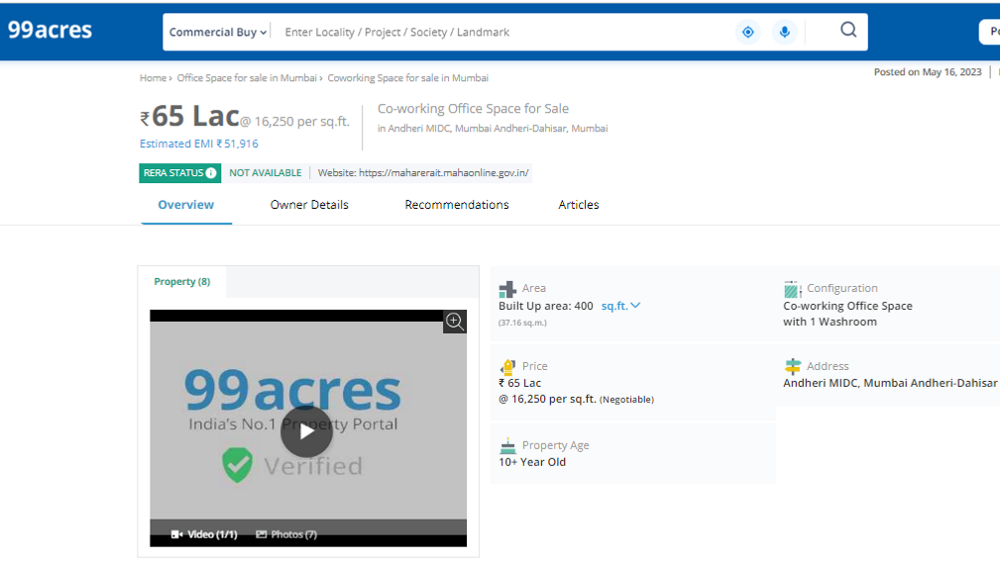 99acres
Commercial Buy
Enter Locality / Project / Society / Landmark
Home › Office Space for sale in Mumbai › Coworking Space for sale in Mumbai
Posted on May 16, 2023
₹65 Lac @ 16,250 per sq.ft.
Estimated EMI ₹ 51,916
Co-working Office Space for Sale
in Andheri MIDC, Mumbai Andheri-Dahisar, Mumbai
RERA STATUS NOT AVAILABLE Website: https://maharerait.mahaonline.gov.in/
Overview Owner Details Recommendations Articles
Property (8)
99acres
India's No.1 Property Portal
Verified
Video (1/1) Photos (7)
Area
Built Up area: 400 sq.ft.
(37.16 sq.m.)
Configuration
Co-working Office Space
with 1 Washroom
Price
₹ 65 Lac
@ 16,250 per sq.ft. (Negotiable)
Address
Andheri MIDC, Mumbai Andheri-Dahisar
Property Age
10+ Year Old